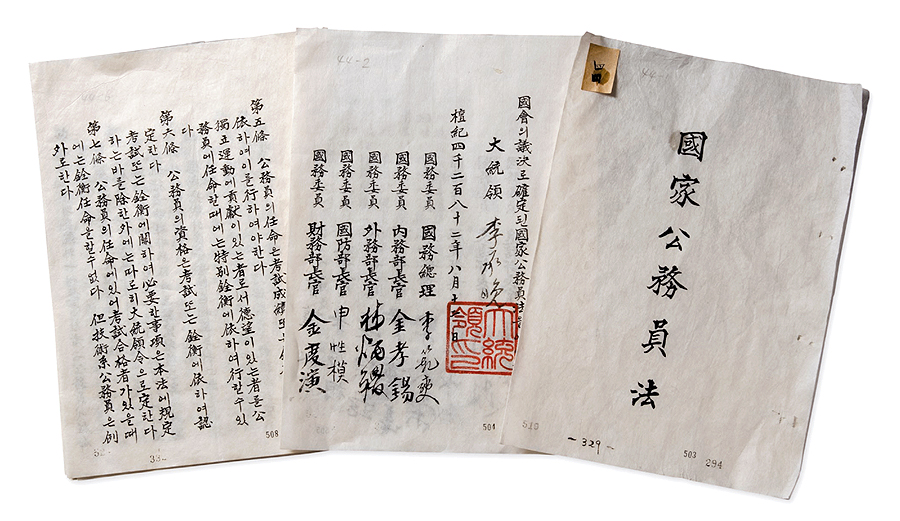 國家公務員法
- 329 -
503
294
44-2
國會의議決로確定된國家公務員法
大統領 李承晩
檀紀四千二百八十二年八月十二日
大統領印
國務委員 國務總理 李範奭
國務委員 內務部長官 金孝錫
國務委員 外務部長官 林炳稷
國務委員 國防部長官 申性模
國務委員 財務部長官 金度演
504
510
第五條 公務員의任命은考試成績또는
依하여이를行하여야한다
獨立運動에貢獻이있는者로서德望이있는者를公
務員에任命할때에는特別銓衡에依하여行할수있
다
第六條 公務員의資格은考試또는銓衡에依하여認
定한다
考試또는銓衡에關하여必要한事項은本法에規定
하는바를除한外에는따로히大統領令으로定한다
第七條 公務員의任命에있어考試合格者가있을때
에는銓衡任命을할수없다 但技術系公務員은例
外로한다
508